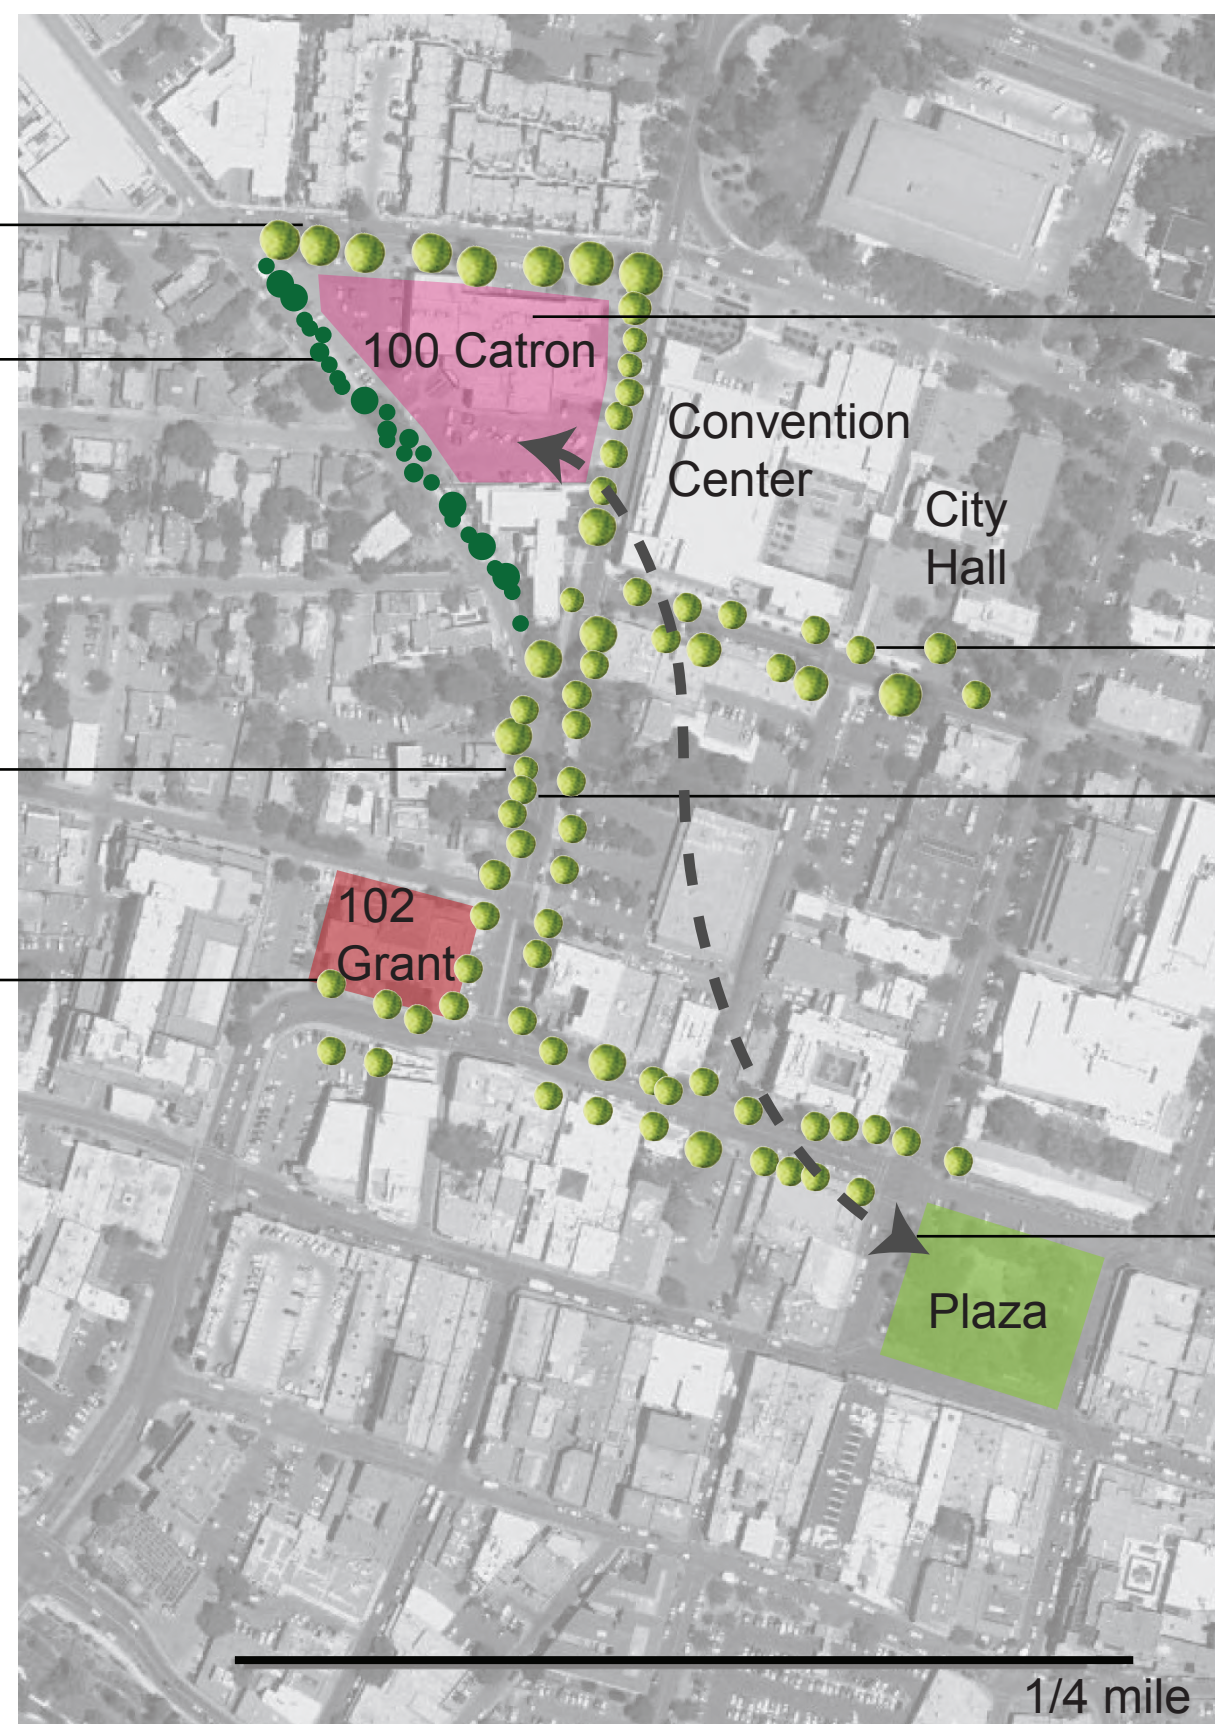 100 Catron
Convention
Center
City
Hall
102
Grant
Plaza
1/4 mile